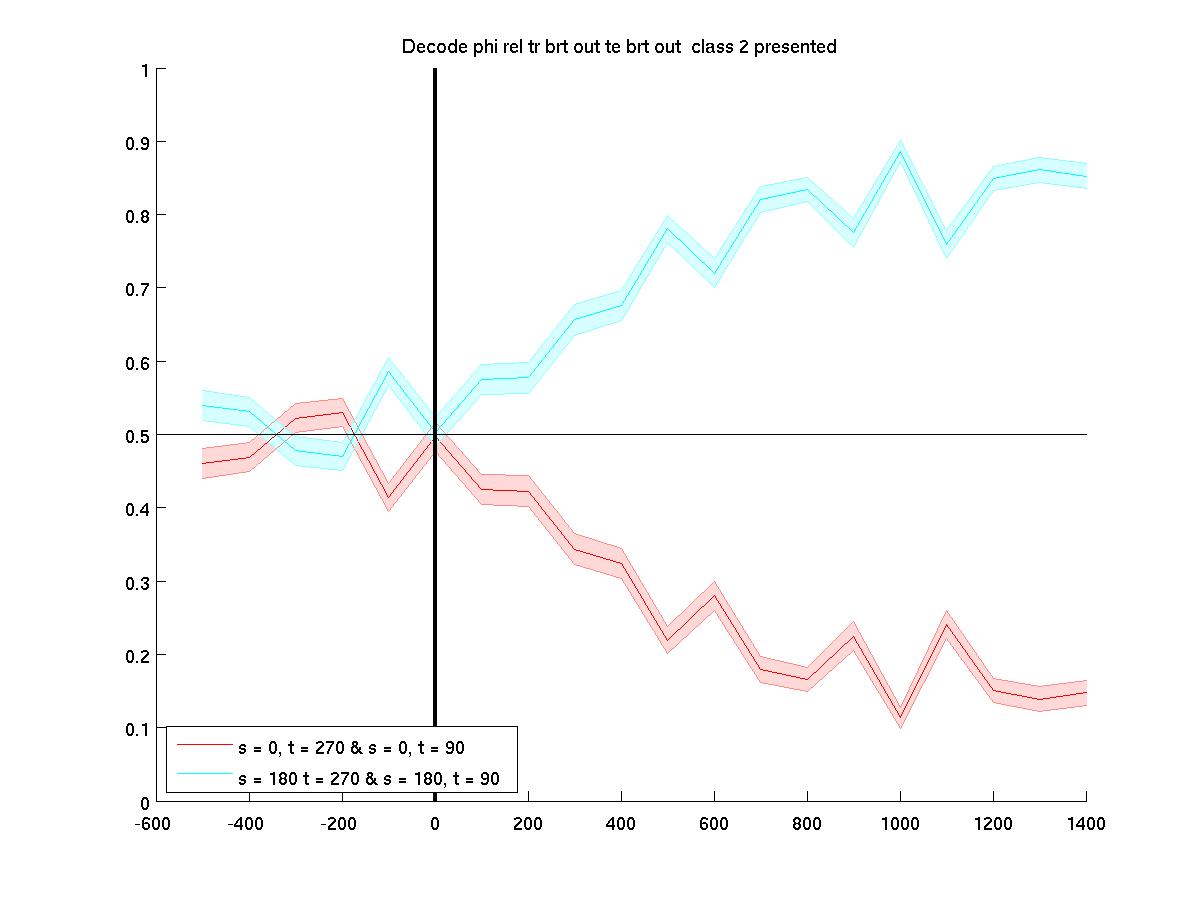 Decode phi rel tr brt out te brt out  class 2 presented
1
0.9
0.8
0.7
0.6
0.5
0.4
0.3
0.2
0.1
0
s = 0, t = 270 & s = 0, t = 90
s = 180 t = 270 & s = 180, t = 90
-600 -400 -200 0 200 400 600 800 1000 1200 1400